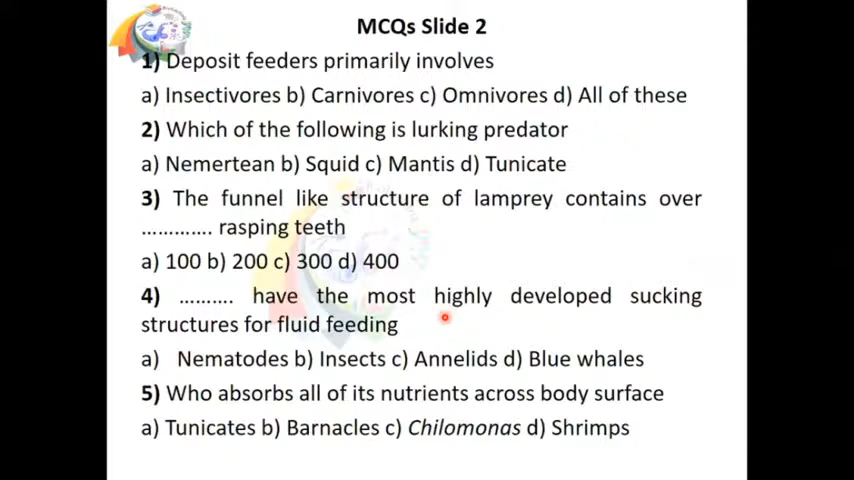 MCQs Slide 2
1) Deposit feeders primarily involves
a) Insectivores b) Carnivores c) Omnivores d) All of these
2) Which of the following is lurking predator
a) Nemertean b) Squid c) Mantis d) Tunicate
3) The funnel like structure of lamprey contains over
…………. rasping teeth
a) 100 b) 200 c) 300 d) 400
4) ………. have the most highly developed sucking
structures for fluid feeding
a) Nematodes b) Insects c) Annelids d) Blue whales
5) Who absorbs all of its nutrients across body surface
a) Tunicates b) Barnacles c) Chilomonas d) Shrimps